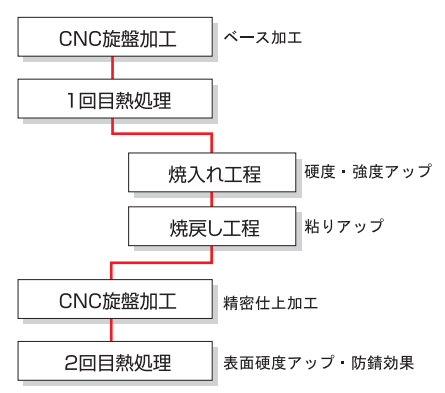 CNC旋盤加工 ベース加工
1回目熱処理
焼入れ工程 硬度・強度アップ
焼戻し工程 粘りアップ
CNC旋盤加工 精密仕上加工
2回目熱処理 表面硬度アップ・防錆効果